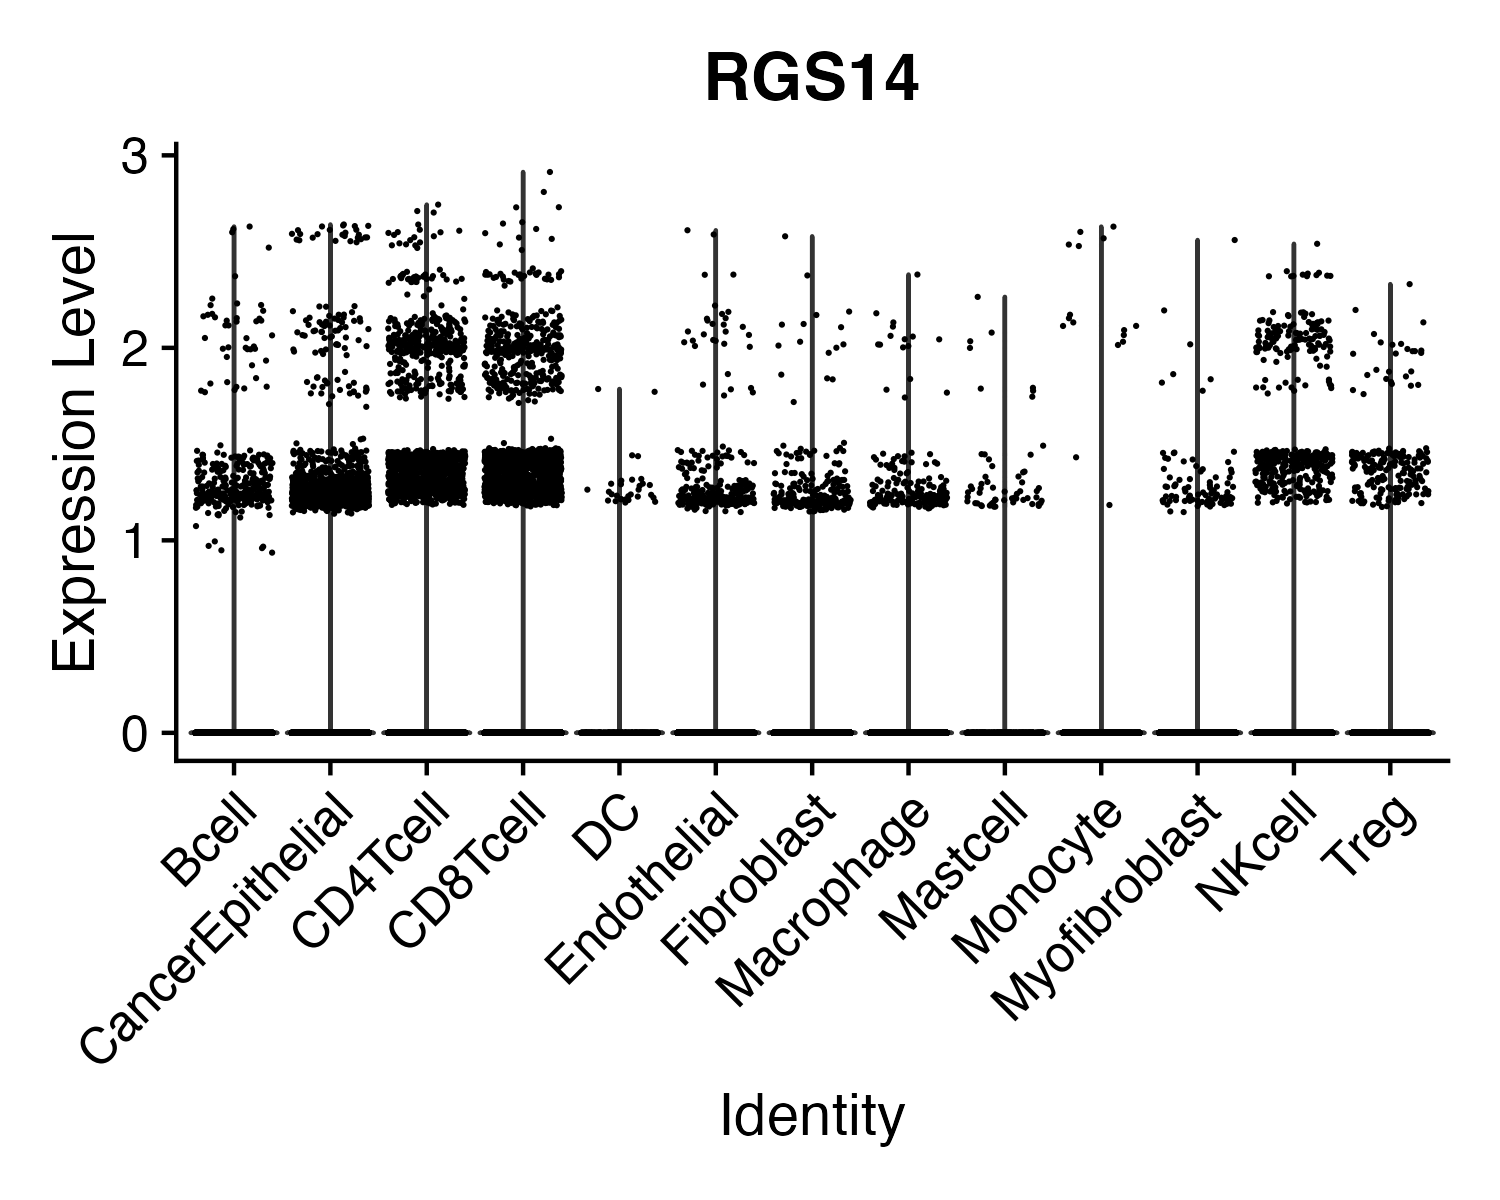 RGS14
Expression Level
3
2
1
0
Bcell
CancerEpithelial
CD4Tcell
CD8Tcell
DC
Endothelial
Fibroblast
Macrophage
Mastcell
Monocyte
Myofibroblast
NKcell
Treg
Identity